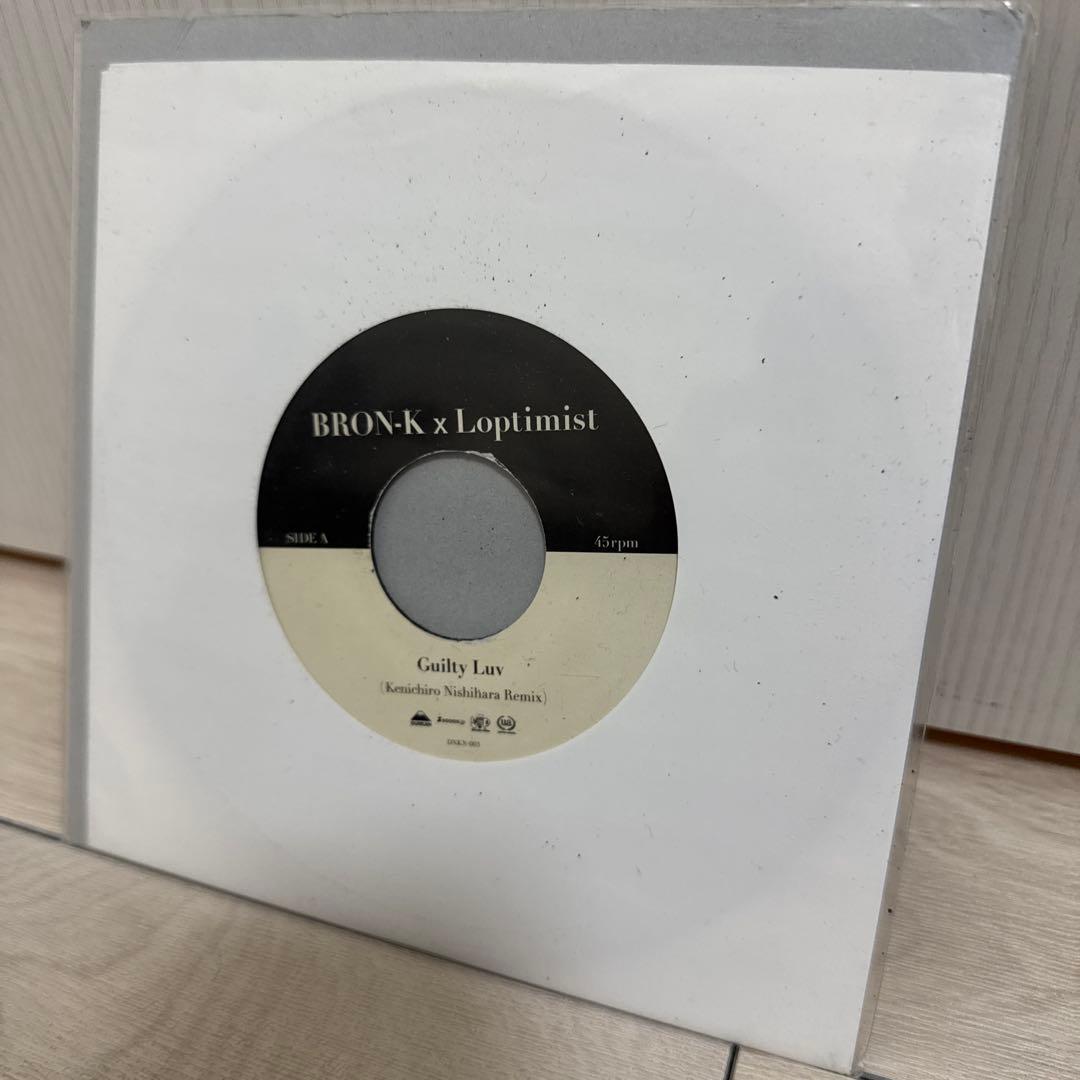 BRON-K x Loptimist
SIDE A
45rpm
Guilty Luv
(Kenichiro Nishihara Remix)